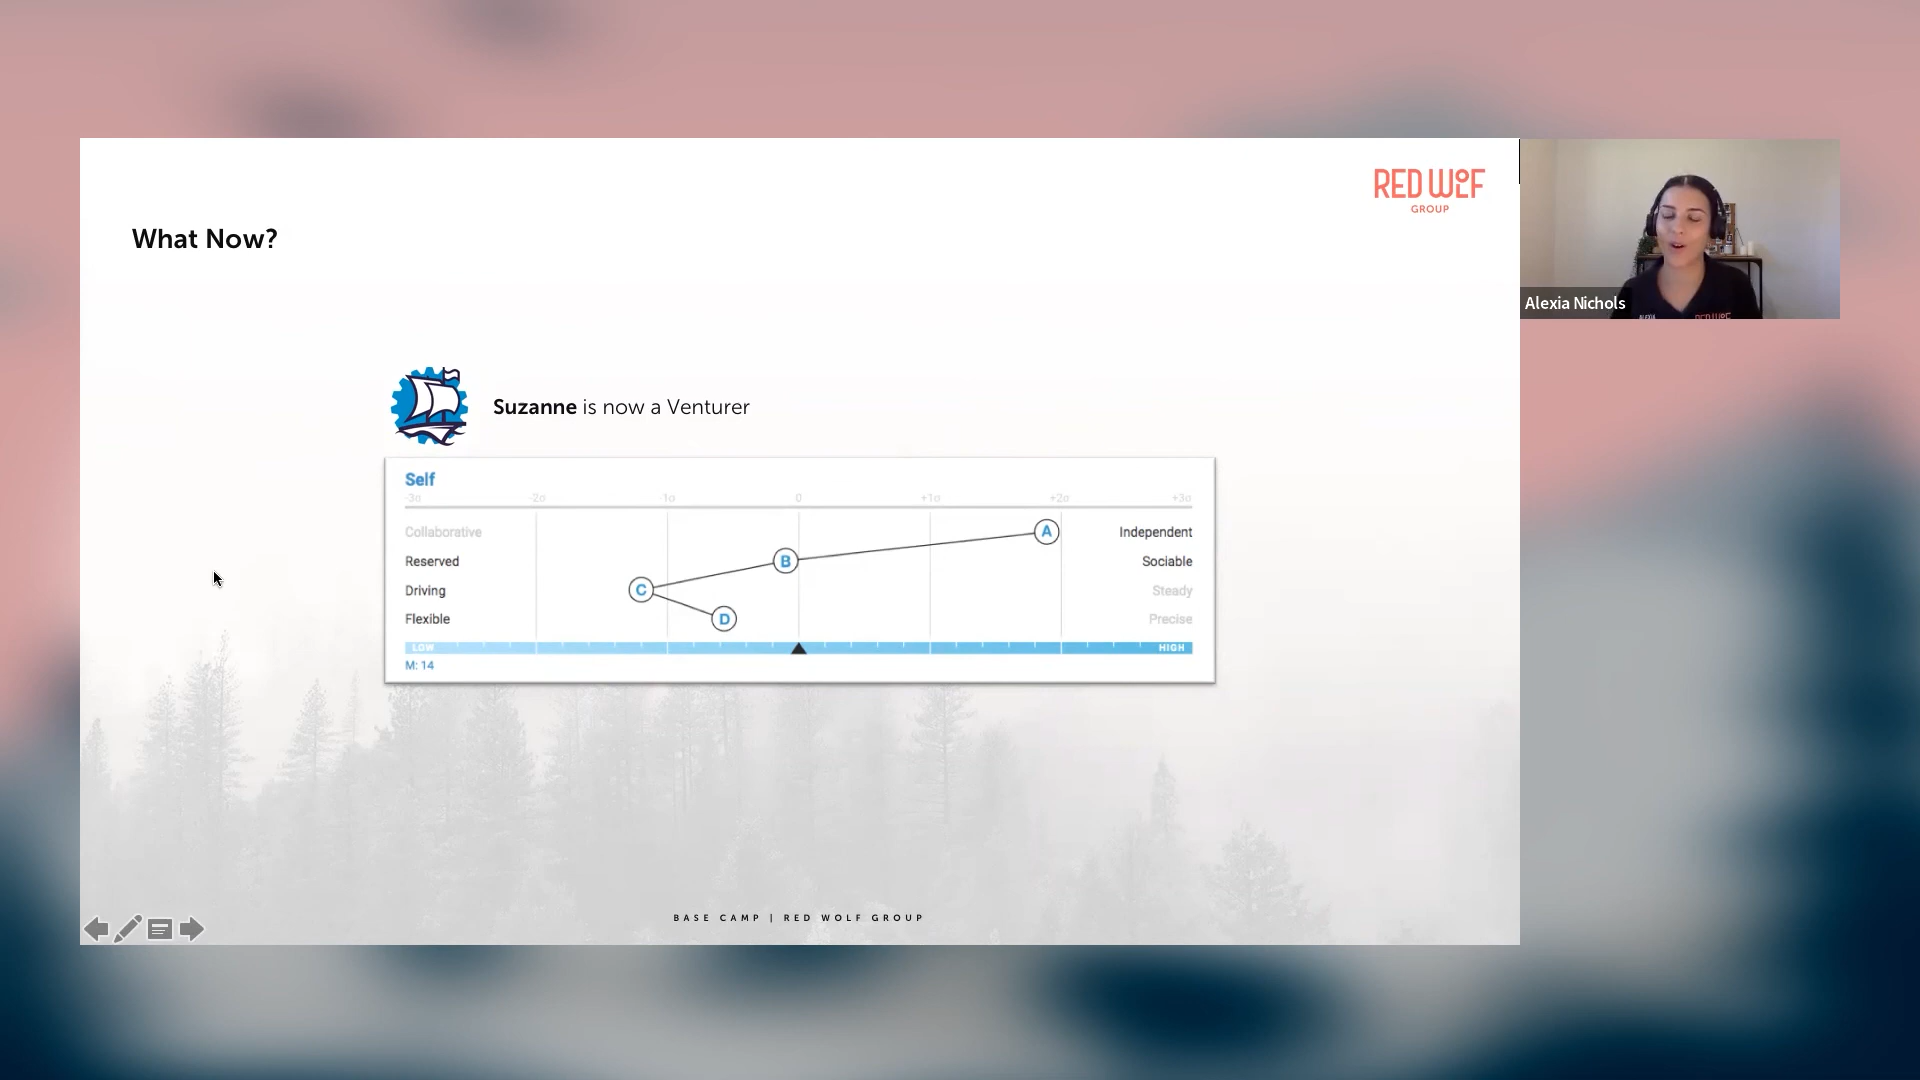 RED WOLF
GROUP
What Now?
Alexia Nichols
Suzanne is now a Venturer
Self
-3σ -2σ -1σ 0 +1σ +2σ +3σ
Collaborative A Independent
Reserved B Sociable
Driving C Steady
Flexible D Precise
LOW HIGH
M: 14
BASE CAMP | RED WOLF GROUP